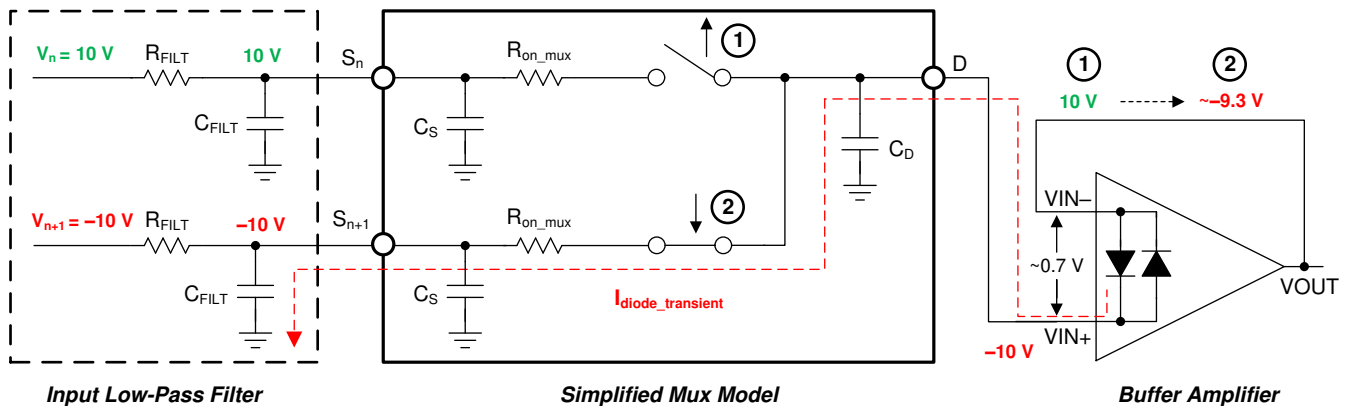 Vn = 10 V
RFILT
10 V
Sn
Ron_mux
1
D
1
2
10 V
~–9.3 V
CFILT
CS
CD
Vn+1 = –10 V
RFILT
–10 V
Sn+1
Ron_mux
2
VIN–
~0.7 V
CFILT
CS
Idiode_transient
VOUT
VIN+
–10 V
Input Low-Pass Filter
Simplified Mux Model
Buffer Amplifier